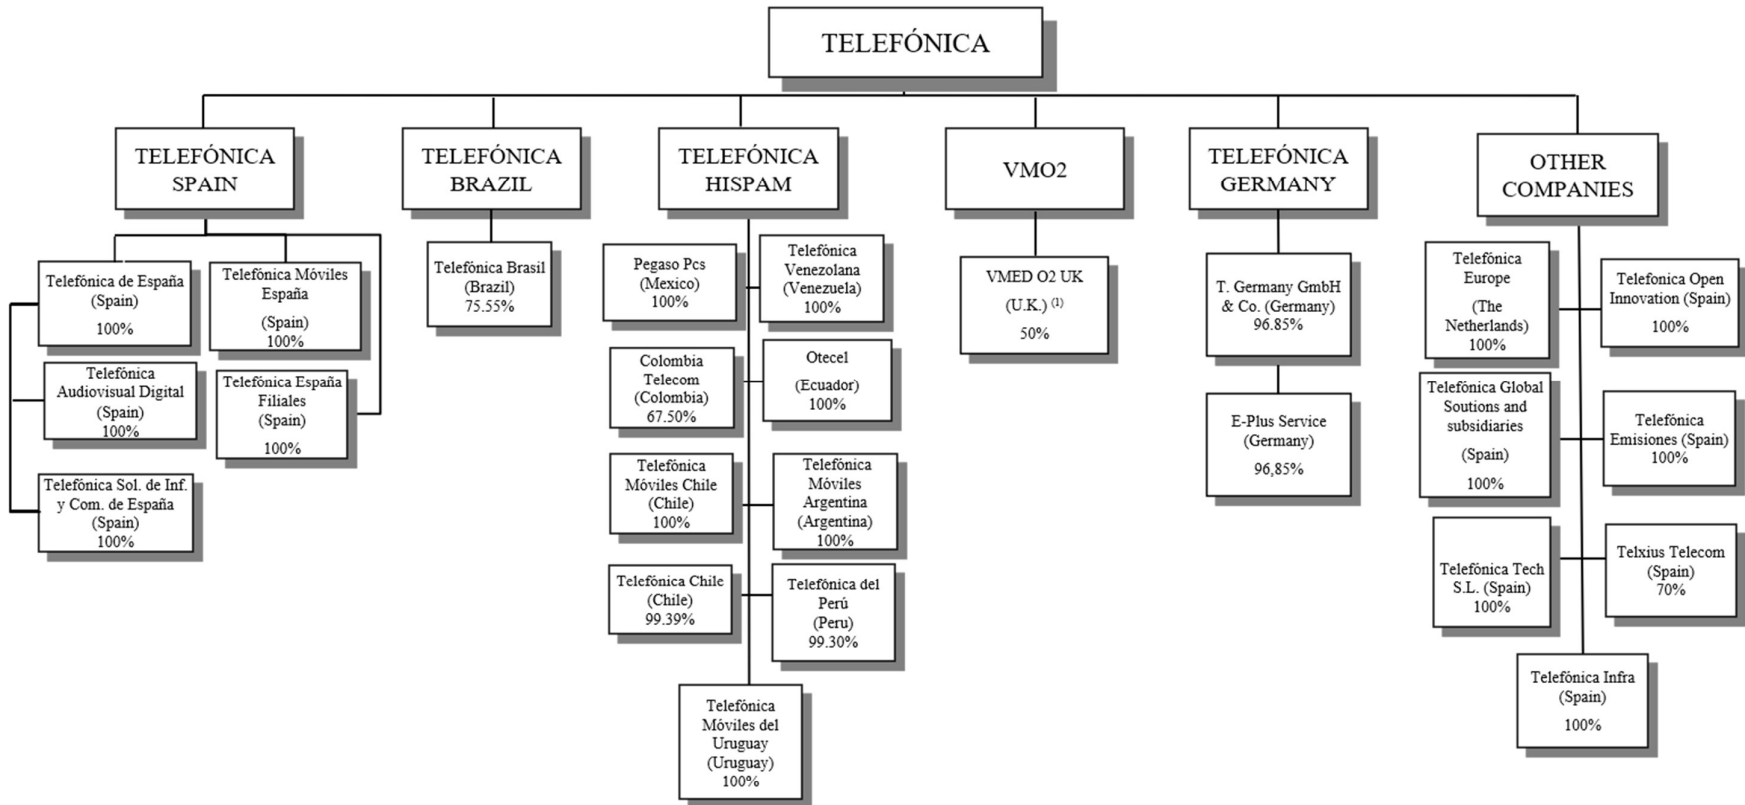 TELEFÓNICA
TELEFÓNICA
SPAIN
TELEFÓNICA
BRAZIL
TELEFÓNICA
HISPAM
VMO2
TELEFÓNICA
GERMANY
OTHER
COMPANIES
Telefónica de España
(Spain)
100%
Telefónica Móviles
España
(Spain)
100%
Telefónica
Audiovisual Digital
(Spain)
100%
Telefónica España
Filiales
(Spain)
100%
Telefónica Sol. de Inf.
y Com. de España
(Spain)
100%
Telefónica Brasil
(Brazil)
75.55%
Pegaso Pcs
(Mexico)
100%
Telefónica
Venezolana
(Venezuela)
100%
Colombia
Telecom
(Colombia)
67.50%
Otecel
(Ecuador)
100%
Telefónica
Móviles Chile
(Chile)
100%
Telefónica
Móviles
Argentina
(Argentina)
100%
Telefónica Chile
(Chile)
99.39%
Telefónica del
Perú
(Peru)
99.30%
Telefónica
Móviles del
Uruguay
(Uruguay)
100%
VMED O2 UK
(U.K.) (1)
50%
T. Germany GmbH
& Co. (Germany)
96.85%
E-Plus Service
(Germany)
96,85%
Telefónica
Europe
(The
Netherlands)
100%
Telefonica Open
Innovation (Spain)
100%
Telefónica Global
Soutions and
subsidiaries
(Spain)
100%
Telefónica
Emisiones (Spain)
100%
Telefónica Tech
S.L. (Spain)
100%
Telxius Telecom
(Spain)
70%
Telefónica Infra
(Spain)
100%